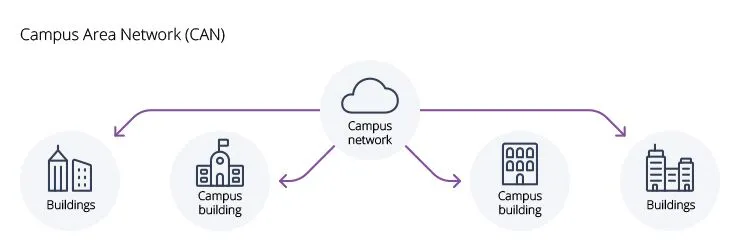 Campus Area Network (CAN)
Campus
network
Buildings
Campus
building
Campus
building
Buildings